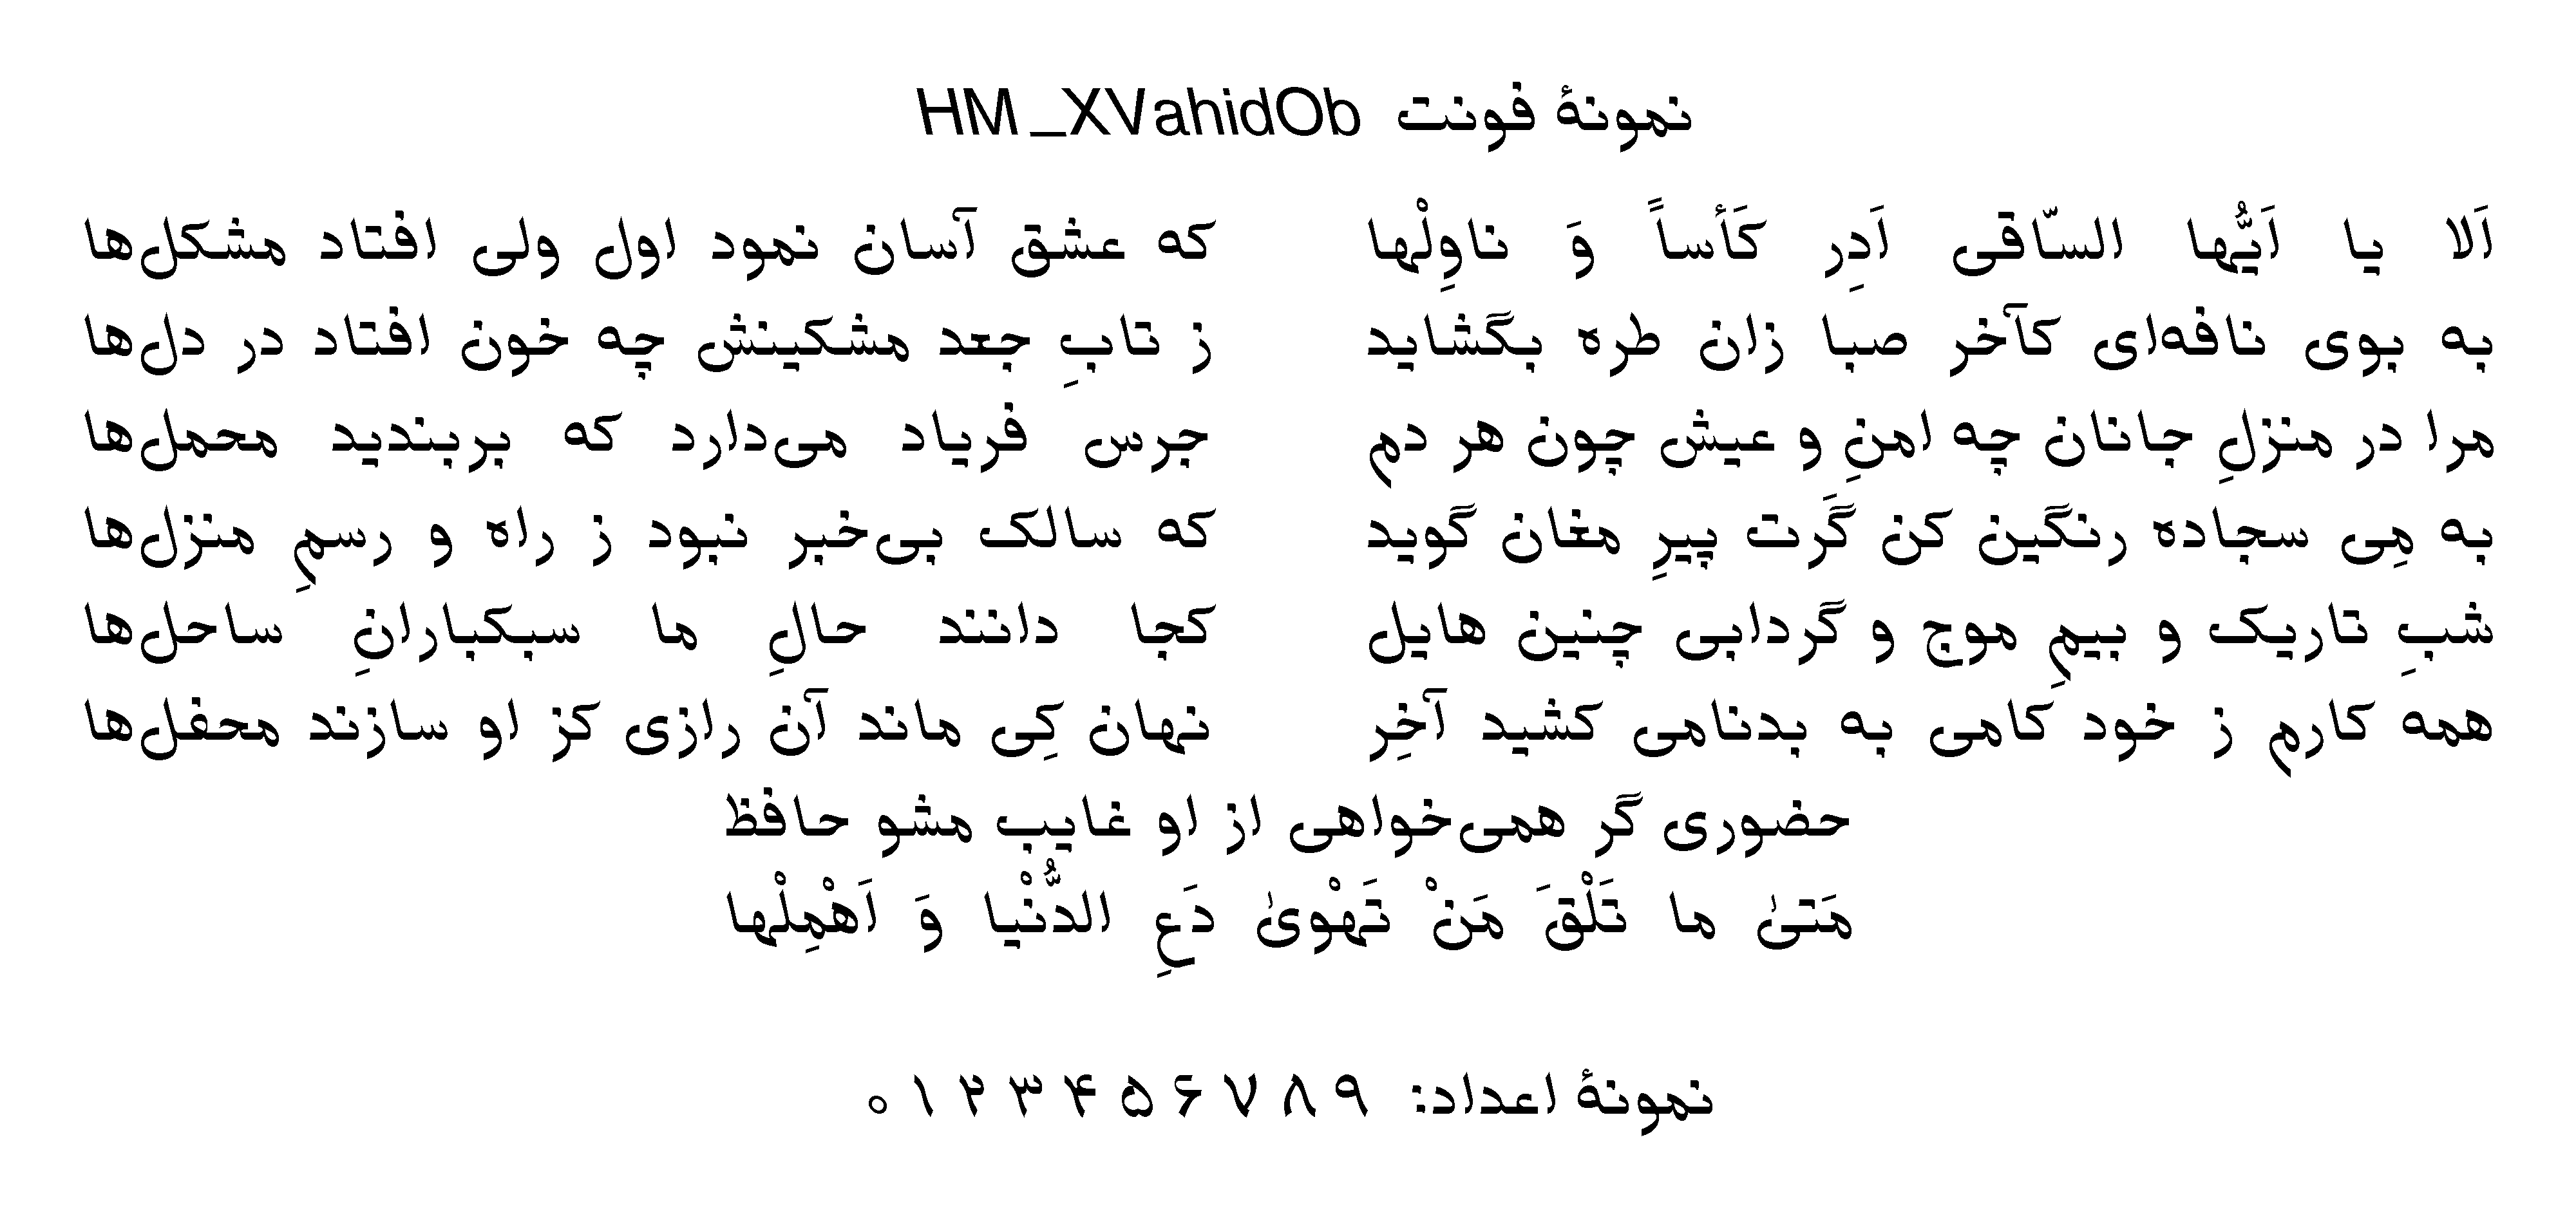 نمونهٔ فونت HM_XVahidOb
اَلا یا اَیُّها السّاقی اَدِر کَأساً وَ ناوِلْها که عشق آسان نمود اول ولی افتاد مشکل‌ها
به بوی نافه‌ای کآخر صبا زان طره بگشاید ز تابِ جعد مشکینش چه خون افتاد در دل‌ها
مرا در منزلِ جانان چه امنِ و عیش چون هر دم جرس فریاد می‌دارد که بربندید محمل‌ها
به مِی سجاده رنگین کن گَرت پیرِ مغان گوید که سالک بی‌خبر نبود ز راه و رسمِ منزل‌ها
شبِ تاریک و بیمِ موج و گردابی چنین هایل کجا دانند حالِ ما سبکبارانِ ساحل‌ها
همه کارم ز خود کامی به بدنامی کشید آخِر نهان کِی ماند آن رازی کز او سازند محفل‌ها
حضوری گر همی‌خواهی از او غایب مشو حافظ
مَتیٰ ما تَلْقَ مَنْ تَهْویٰ دَعِ الدُّنْیا وَ اَهْمِلْها
نمونهٔ اعداد: ۰ ۱ ۲ ۳ ۴ ۵ ۶ ۷ ۸ ۹